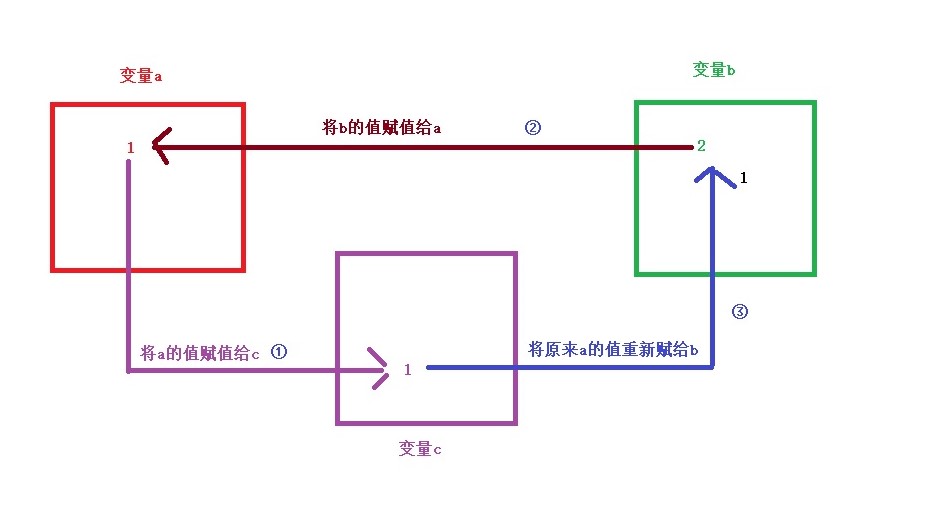 变量a
变量b
将b的值赋值给a ②
1
2
1
将a的值赋值给c ①
1
将原来a的值重新赋给b
③
变量c